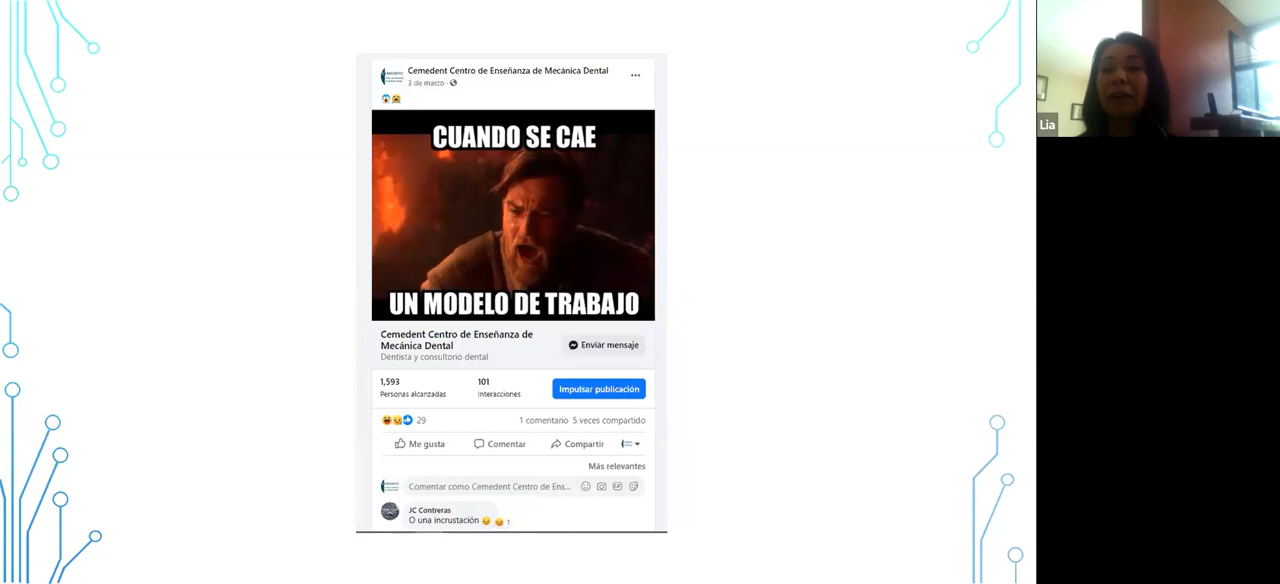 Cemedent Centro de Enseñanza de Mecánica Dental
3 de marzo
CUANDO SE CAE
UN MODELO DE TRABAJO
Cemedent Centro de Enseñanza de
Mecánica Dental
Dentista y consultorio dental
Enviar mensaje
1,593
Personas alcanzadas
101
Interacciones
Impulsar publicación
29
1 comentario 5 veces compartido
Me gusta
Comentar
Compartir
Más relevantes
Comentar como Cemedent Centro de Ens...
JC Contreras
O una incrustación
1
Lia